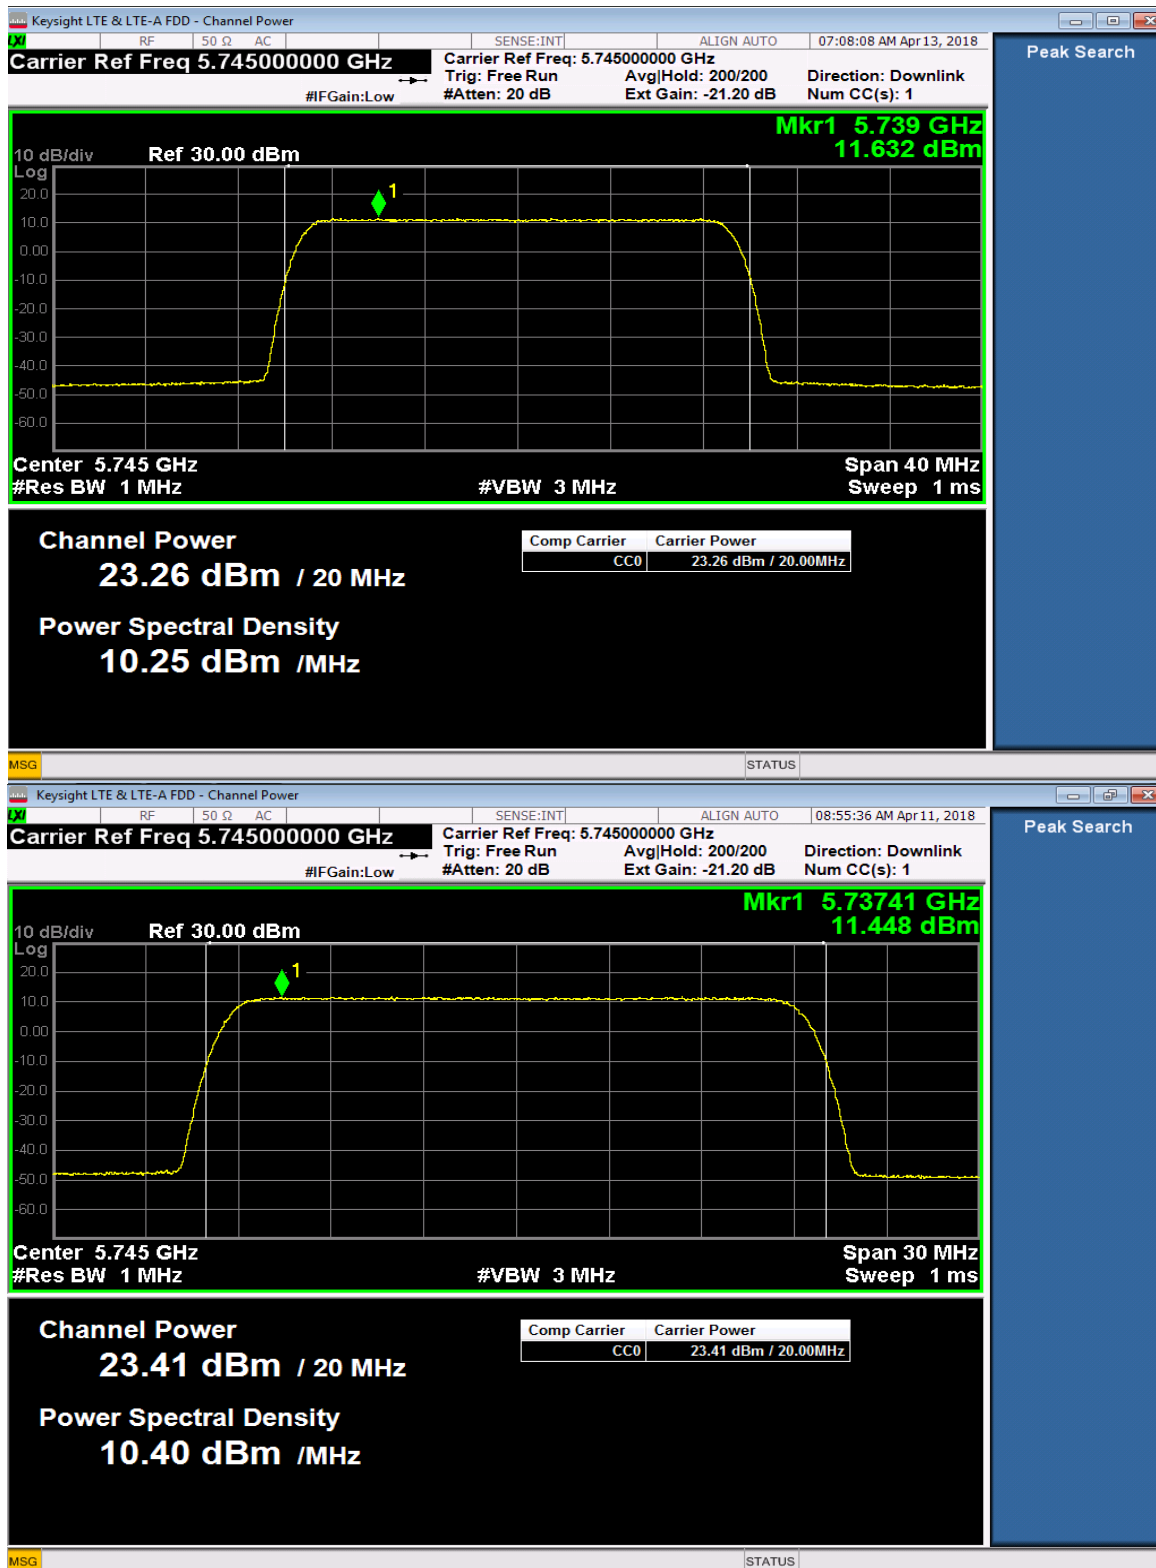 Keysight LTE & LTE-A FDD - Channel Power
LXI RF 50 Ω AC SENSE:INT ALIGN AUTO 07:08:08 AM Apr 13, 2018
Carrier Ref Freq 5.745000000 GHz
Carrier Ref Freq: 5.745000000 GHz
Trig: Free Run Avg|Hold: 200/200 Direction: Downlink
#IFGain:Low #Atten: 20 dB Ext Gain: -21.20 dB Num CC(s): 1
Peak Search
Mkr1 5.739 GHz
11.632 dBm
10 dB/div Ref 30.00 dBm
Log
1
20.0
10.0
0.00
-10.0
-20.0
-30.0
-40.0
-50.0
-60.0
Center 5.745 GHz Span 40 MHz
#Res BW 1 MHz #VBW 3 MHz Sweep 1 ms
Channel Power
23.26 dBm / 20 MHz
Comp Carrier Carrier Power
CC0 23.26 dBm / 20.00MHz
Power Spectral Density
10.25 dBm /MHz
MSG STATUS
Keysight LTE & LTE-A FDD - Channel Power
LXI RF 50 Ω AC SENSE:INT ALIGN AUTO 08:55:36 AM Apr 11, 2018
Carrier Ref Freq 5.745000000 GHz
Carrier Ref Freq: 5.745000000 GHz
Trig: Free Run Avg|Hold: 200/200 Direction: Downlink
#IFGain:Low #Atten: 20 dB Ext Gain: -21.20 dB Num CC(s): 1
Peak Search
Mkr1 5.73741 GHz
11.448 dBm
10 dB/div Ref 30.00 dBm
Log
1
20.0
10.0
0.00
-10.0
-20.0
-30.0
-40.0
-50.0
-60.0
Center 5.745 GHz Span 30 MHz
#Res BW 1 MHz #VBW 3 MHz Sweep 1 ms
Channel Power
23.41 dBm / 20 MHz
Comp Carrier Carrier Power
CC0 23.41 dBm / 20.00MHz
Power Spectral Density
10.40 dBm /MHz
MSG STATUS